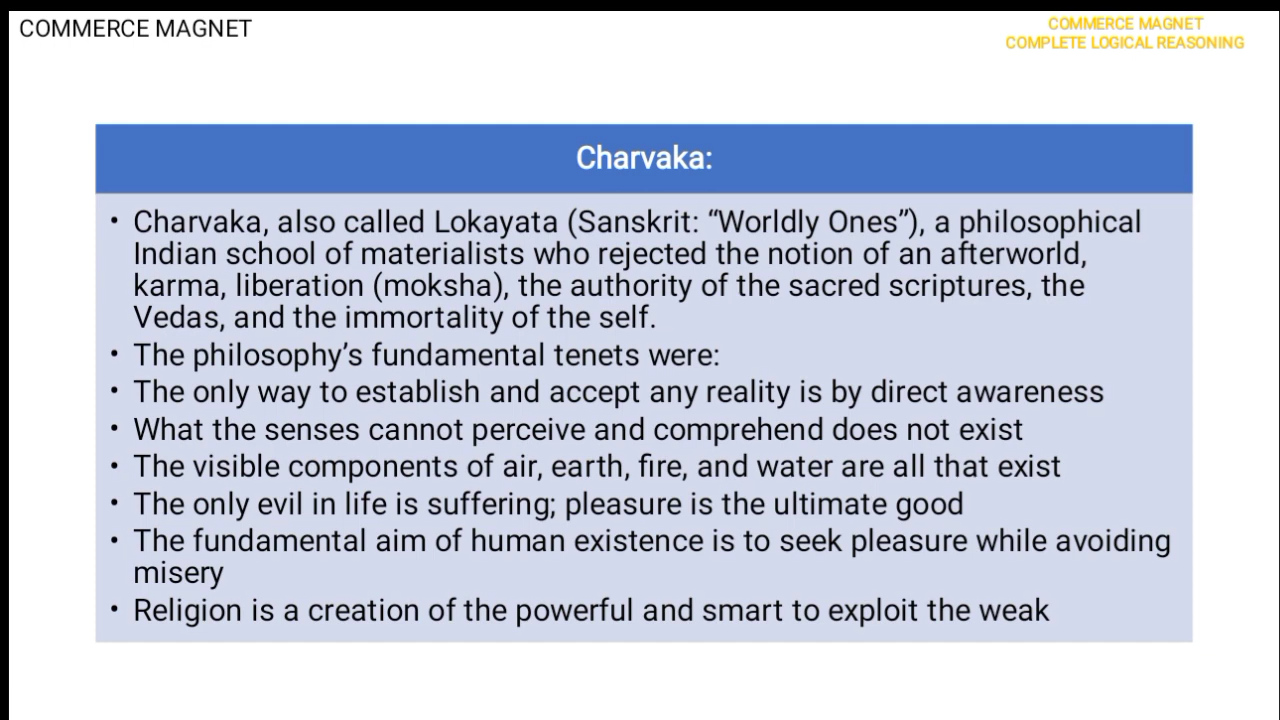 COMMERCE MAGNET
COMMERCE MAGNET
COMPLETE LOGICAL REASONING
Charvaka:
• Charvaka, also called Lokayata (Sanskrit: “Worldly Ones”), a philosophical
Indian school of materialists who rejected the notion of an afterworld,
karma, liberation (moksha), the authority of the sacred scriptures, the
Vedas, and the immortality of the self.
• The philosophy’s fundamental tenets were:
• The only way to establish and accept any reality is by direct awareness
• What the senses cannot perceive and comprehend does not exist
• The visible components of air, earth, fire, and water are all that exist
• The only evil in life is suffering; pleasure is the ultimate good
• The fundamental aim of human existence is to seek pleasure while avoiding
misery
• Religion is a creation of the powerful and smart to exploit the weak